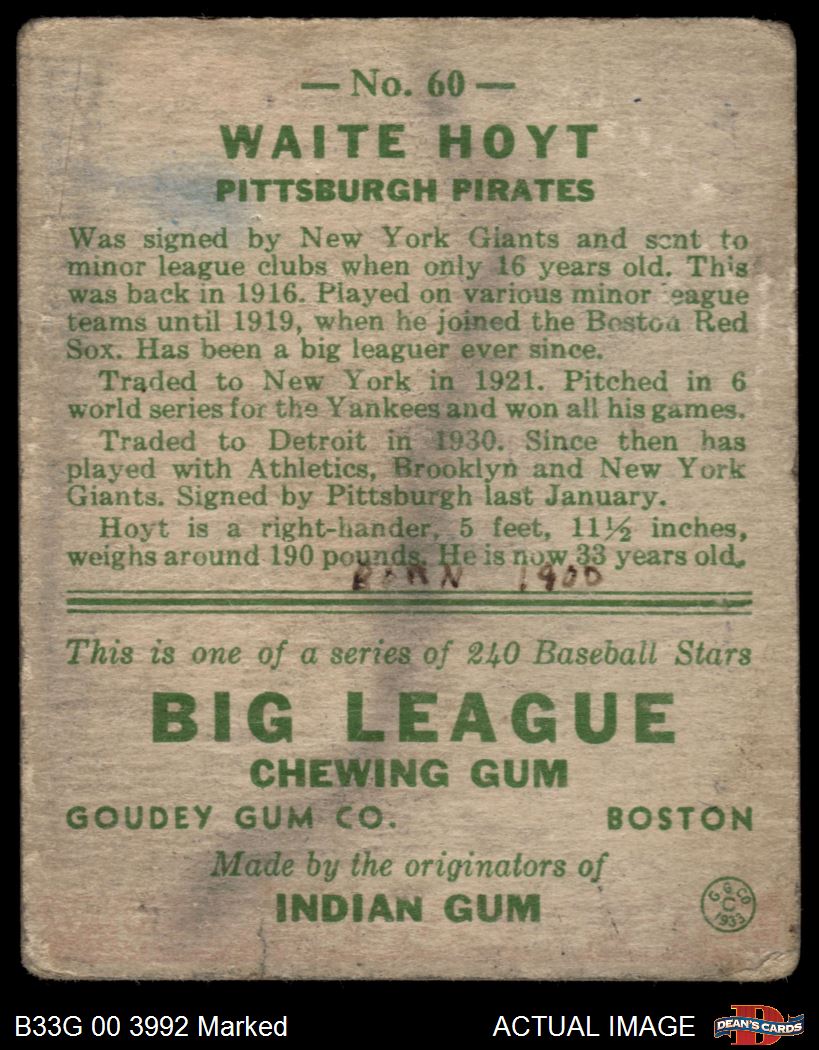 — No. 60 —
WAITE HOYT
PITTSBURGH PIRATES
Was signed by New York Giants and sent to
minor league clubs when only 16 years old. This
was back in 1916. Played on various minor league
teams until 1919, when he joined the Boston Red
Sox. Has been a big leaguer ever since.
Traded to New York in 1921. Pitched in 6
world series for the Yankees and won all his games.
Traded to Detroit in 1930. Since then has
played with Athletics, Brooklyn and New York
Giants. Signed by Pittsburgh last January.
Hoyt is a right-hander, 5 feet, 11½ inches,
weighs around 190 pounds. He is now 33 years old.
BORN 1900
This is one of a series of 240 Baseball Stars
BIG LEAGUE
CHEWING GUM
GOUDEY GUM CO. BOSTON
Made by the originators of
INDIAN GUM
G. G. CO
C
1933
B33G 00 3992 Marked ACTUAL IMAGE
D
DEAN'S CARDS